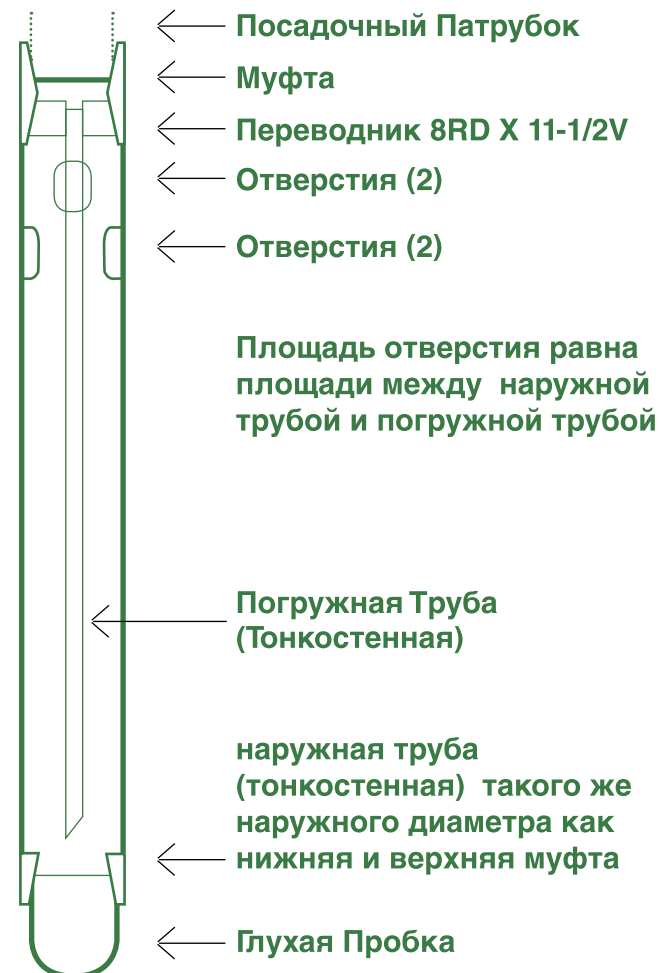 Посадочный Патрубок
Муфта
Переводник 8RD X 11-1/2V
Отверстия (2)
Отверстия (2)
Площадь отверстия равна
площади между наружной
трубой и погружной трубой
Погружная Труба
(Тонкостенная)
наружная труба
(тонкостенная) такого же
наружного диаметра как
нижняя и верхняя муфта
Глухая Пробка